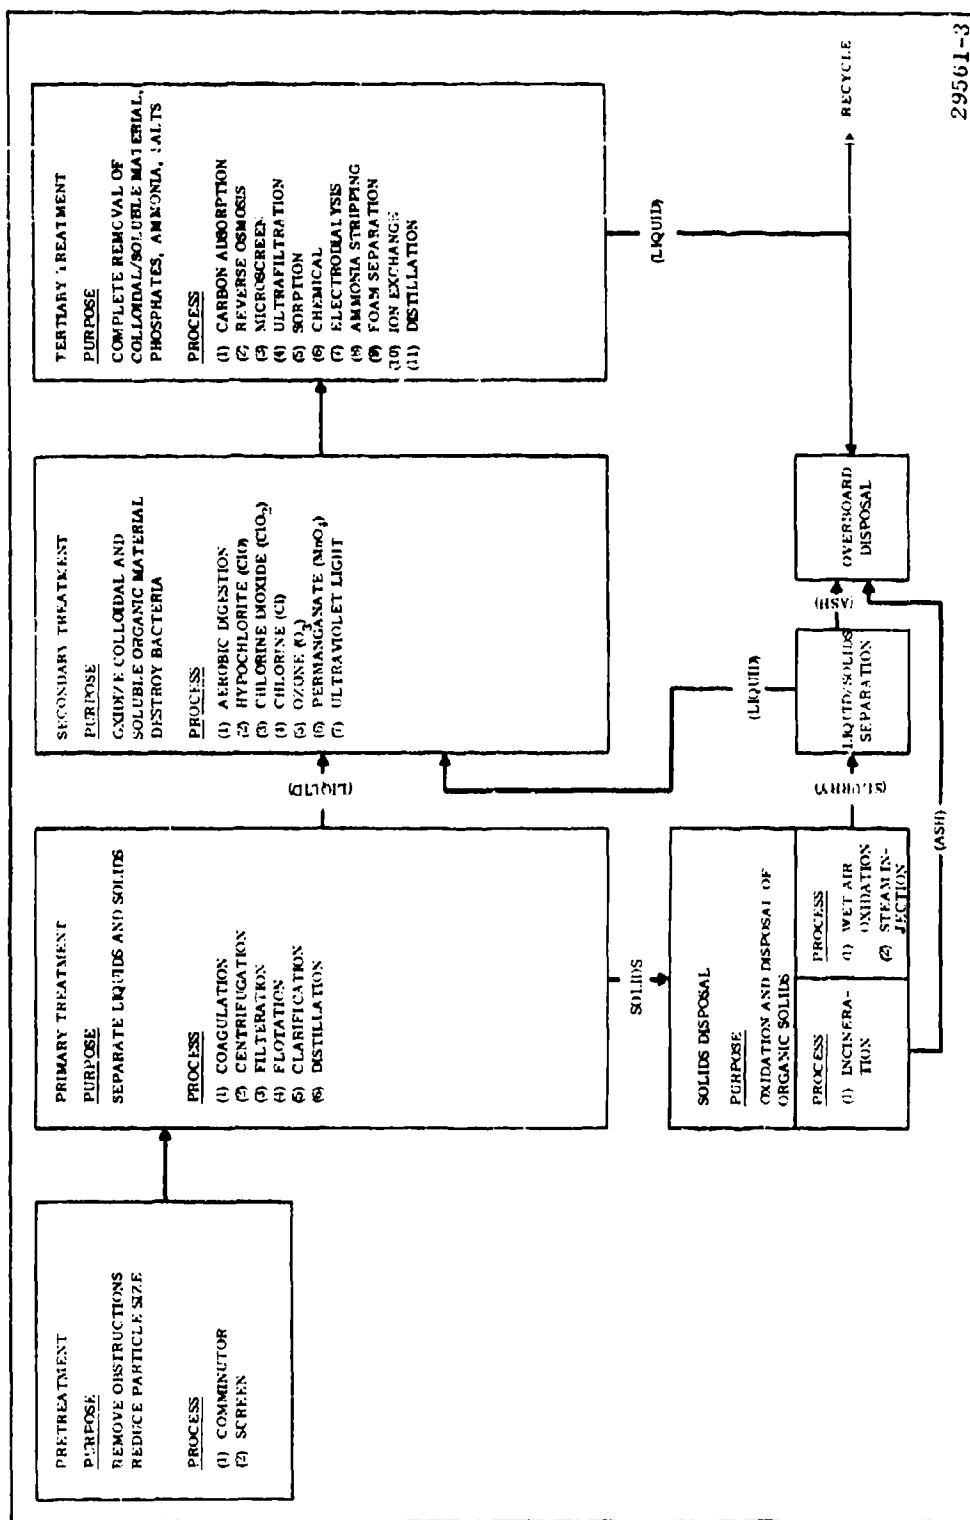 PRETREATMENT
PURPOSE
REMOVE OBSTRUCTIONS
REDUCE PARTICLE SIZE
PROCESS
(1) COMMINUTOR
(2) SCREEN
PRIMARY TREATMENT
PURPOSE
SEPARATE LIQUIDS AND SOLIDS
PROCESS
(1) COAGULATION
(2) CENTRIFUGATION
(3) FILTERATION
(4) FLOTATION
(5) CLARIFICATION
(6) DISTILLATION
(LIQUID)
SECONDARY TREATMENT
PURPOSE
OXIDIZE COLLOIDAL AND
SOLUBLE ORGANIC MATERIAL
DESTROY BACTERIA
PROCESS
(1) AEROBIC DIGESTION
(2) HYPOCHLORITE (ClO)
(3) CHLORINE DIOXIDE (ClO₂)
(4) CHLORINE (Cl)
(5) OZONE (O₃)
(6) PERMANGANATE (MnO₄)
(7) ULTRAVIOLET LIGHT
TERTIARY TREATMENT
PURPOSE
COMPLETE REMOVAL OF
COLLOIDAL/SOLUBLE MATERIAL,
PHOSPHATES, AMMONIA, SALTS
PROCESS
(1) CARBON ADSORPTION
(2) REVERSE OSMOSIS
(3) MICROSCREEN
(4) ULTRAFILTRATION
(5) SORPTION
(6) CHEMICAL
(7) ELECTRODIALYSIS
(8) AMMONIA STRIPPING
(9) FOAM SEPARATION
(10) ION EXCHANGE
(11) DISTILLATION
SOLIDS
(LIQUID)
(LIQUID)
SOLIDS DISPOSAL
PURPOSE
OXIDATION AND DISPOSAL OF
ORGANIC SOLIDS
PROCESS
(1) INCINERA-
TION
PROCESS
(1) WET AIR
OXIDATION
(2) STEAM IN-
JECTION
(SLURRY)
LIQUID/SOLIDS
SEPARATION
(ASH)
OVERBOARD
DISPOSAL
RECYCLE
(ASH)
29561-3